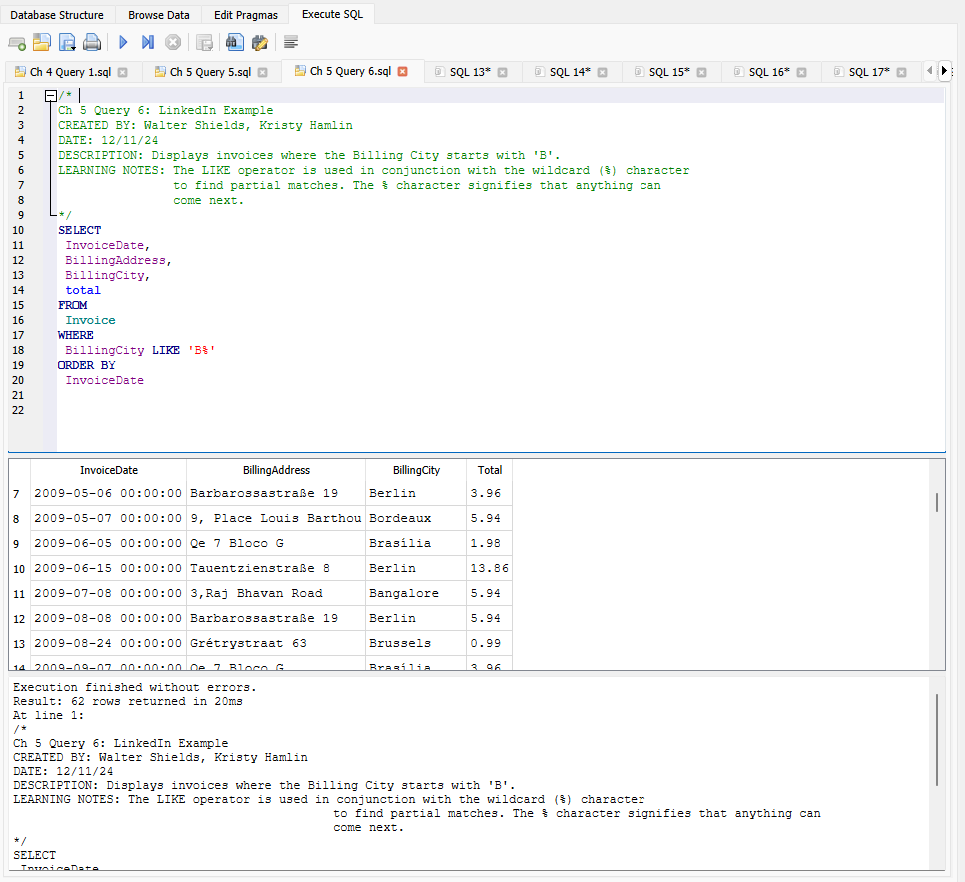 Database Structure Browse Data Edit Pragmas Execute SQL
Ch 4 Query 1.sql Ch 5 Query 5.sql Ch 5 Query 6.sql SQL 13* SQL 14* SQL 15* SQL 16* SQL 17*
1 /*
2 Ch 5 Query 6: LinkedIn Example
3 CREATED BY: Walter Shields, Kristy Hamlin
4 DATE: 12/11/24
5 DESCRIPTION: Displays invoices where the Billing City starts with 'B'.
6 LEARNING NOTES: The LIKE operator is used in conjunction with the wildcard (%) character
7 to find partial matches. The % character signifies that anything can
8 come next.
9 */
10 SELECT
11 InvoiceDate,
12 BillingAddress,
13 BillingCity,
14 total
15 FROM
16 Invoice
17 WHERE
18 BillingCity LIKE 'B%'
19 ORDER BY
20 InvoiceDate
21
22
InvoiceDate BillingAddress BillingCity Total
7 2009-05-06 00:00:00 Barbarossastraße 19 Berlin 3.96
8 2009-05-07 00:00:00 9, Place Louis Barthou Bordeaux 5.94
9 2009-06-05 00:00:00 Qe 7 Bloco G Brasília 1.98
10 2009-06-15 00:00:00 Tauentzienstraße 8 Berlin 13.86
11 2009-07-08 00:00:00 3,Raj Bhavan Road Bangalore 5.94
12 2009-08-08 00:00:00 Barbarossastraße 19 Berlin 5.94
13 2009-08-24 00:00:00 Grétrystraat 63 Brussels 0.99
14 2009-09-07 00:00:00 Qe 7 Bloco G Brasília 3.96
Execution finished without errors.
Result: 62 rows returned in 20ms
At line 1:
/*
Ch 5 Query 6: LinkedIn Example
CREATED BY: Walter Shields, Kristy Hamlin
DATE: 12/11/24
DESCRIPTION: Displays invoices where the Billing City starts with 'B'.
LEARNING NOTES: The LIKE operator is used in conjunction with the wildcard (%) character
to find partial matches. The % character signifies that anything can
come next.
*/
SELECT
InvoiceDate